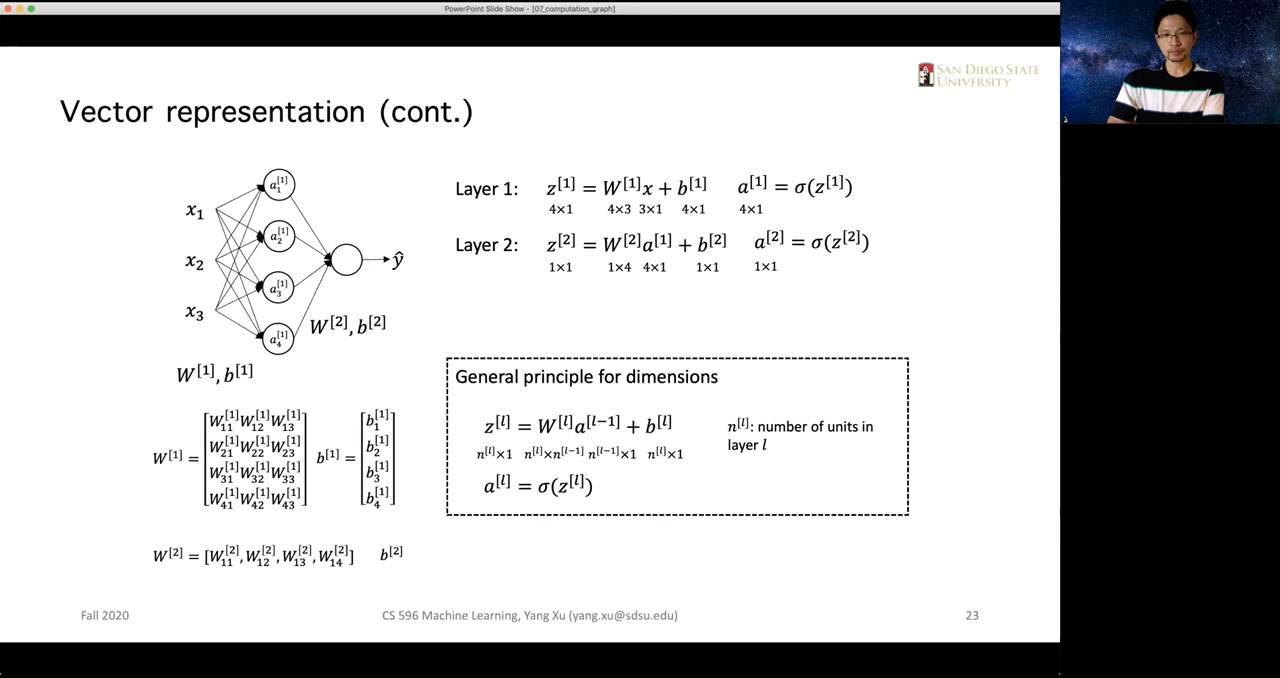 PowerPoint Slide Show - [07_computation_graph]
SAN DIEGO STATE
UNIVERSITY
Vector representation (cont.)
x₁
x₂
x₃
a₁^[1]
a₂^[1]
a₃^[1]
a₄^[1]
ŷ
W^[2], b^[2]
W^[1], b^[1]
Layer 1: z^[1] = W^[1]x + b^[1] a^[1] = σ(z^[1])
4×1 4×3 3×1 4×1 4×1
Layer 2: z^[2] = W^[2]a^[1] + b^[2] a^[2] = σ(z^[2])
1×1 1×4 4×1 1×1 1×1
General principle for dimensions
z^[l] = W^[l]a^[l−1] + b^[l]
n^[l]×1 n^[l]×n^[l−1] n^[l−1]×1 n^[l]×1
a^[l] = σ(z^[l])
n^[l]: number of units in
layer l
W^[1] = [W₁₁^[1] W₁₂^[1] W₁₃^[1]
W₂₁^[1] W₂₂^[1] W₂₃^[1]
W₃₁^[1] W₃₂^[1] W₃₃^[1]
W₄₁^[1] W₄₂^[1] W₄₃^[1]]
b^[1] = [b₁^[1]
b₂^[1]
b₃^[1]
b₄^[1]]
W^[2] = [W₁₁^[2], W₁₂^[2], W₁₃^[2], W₁₄^[2]] b^[2]
Fall 2020
CS 596 Machine Learning, Yang Xu (yang.xu@sdsu.edu)
23